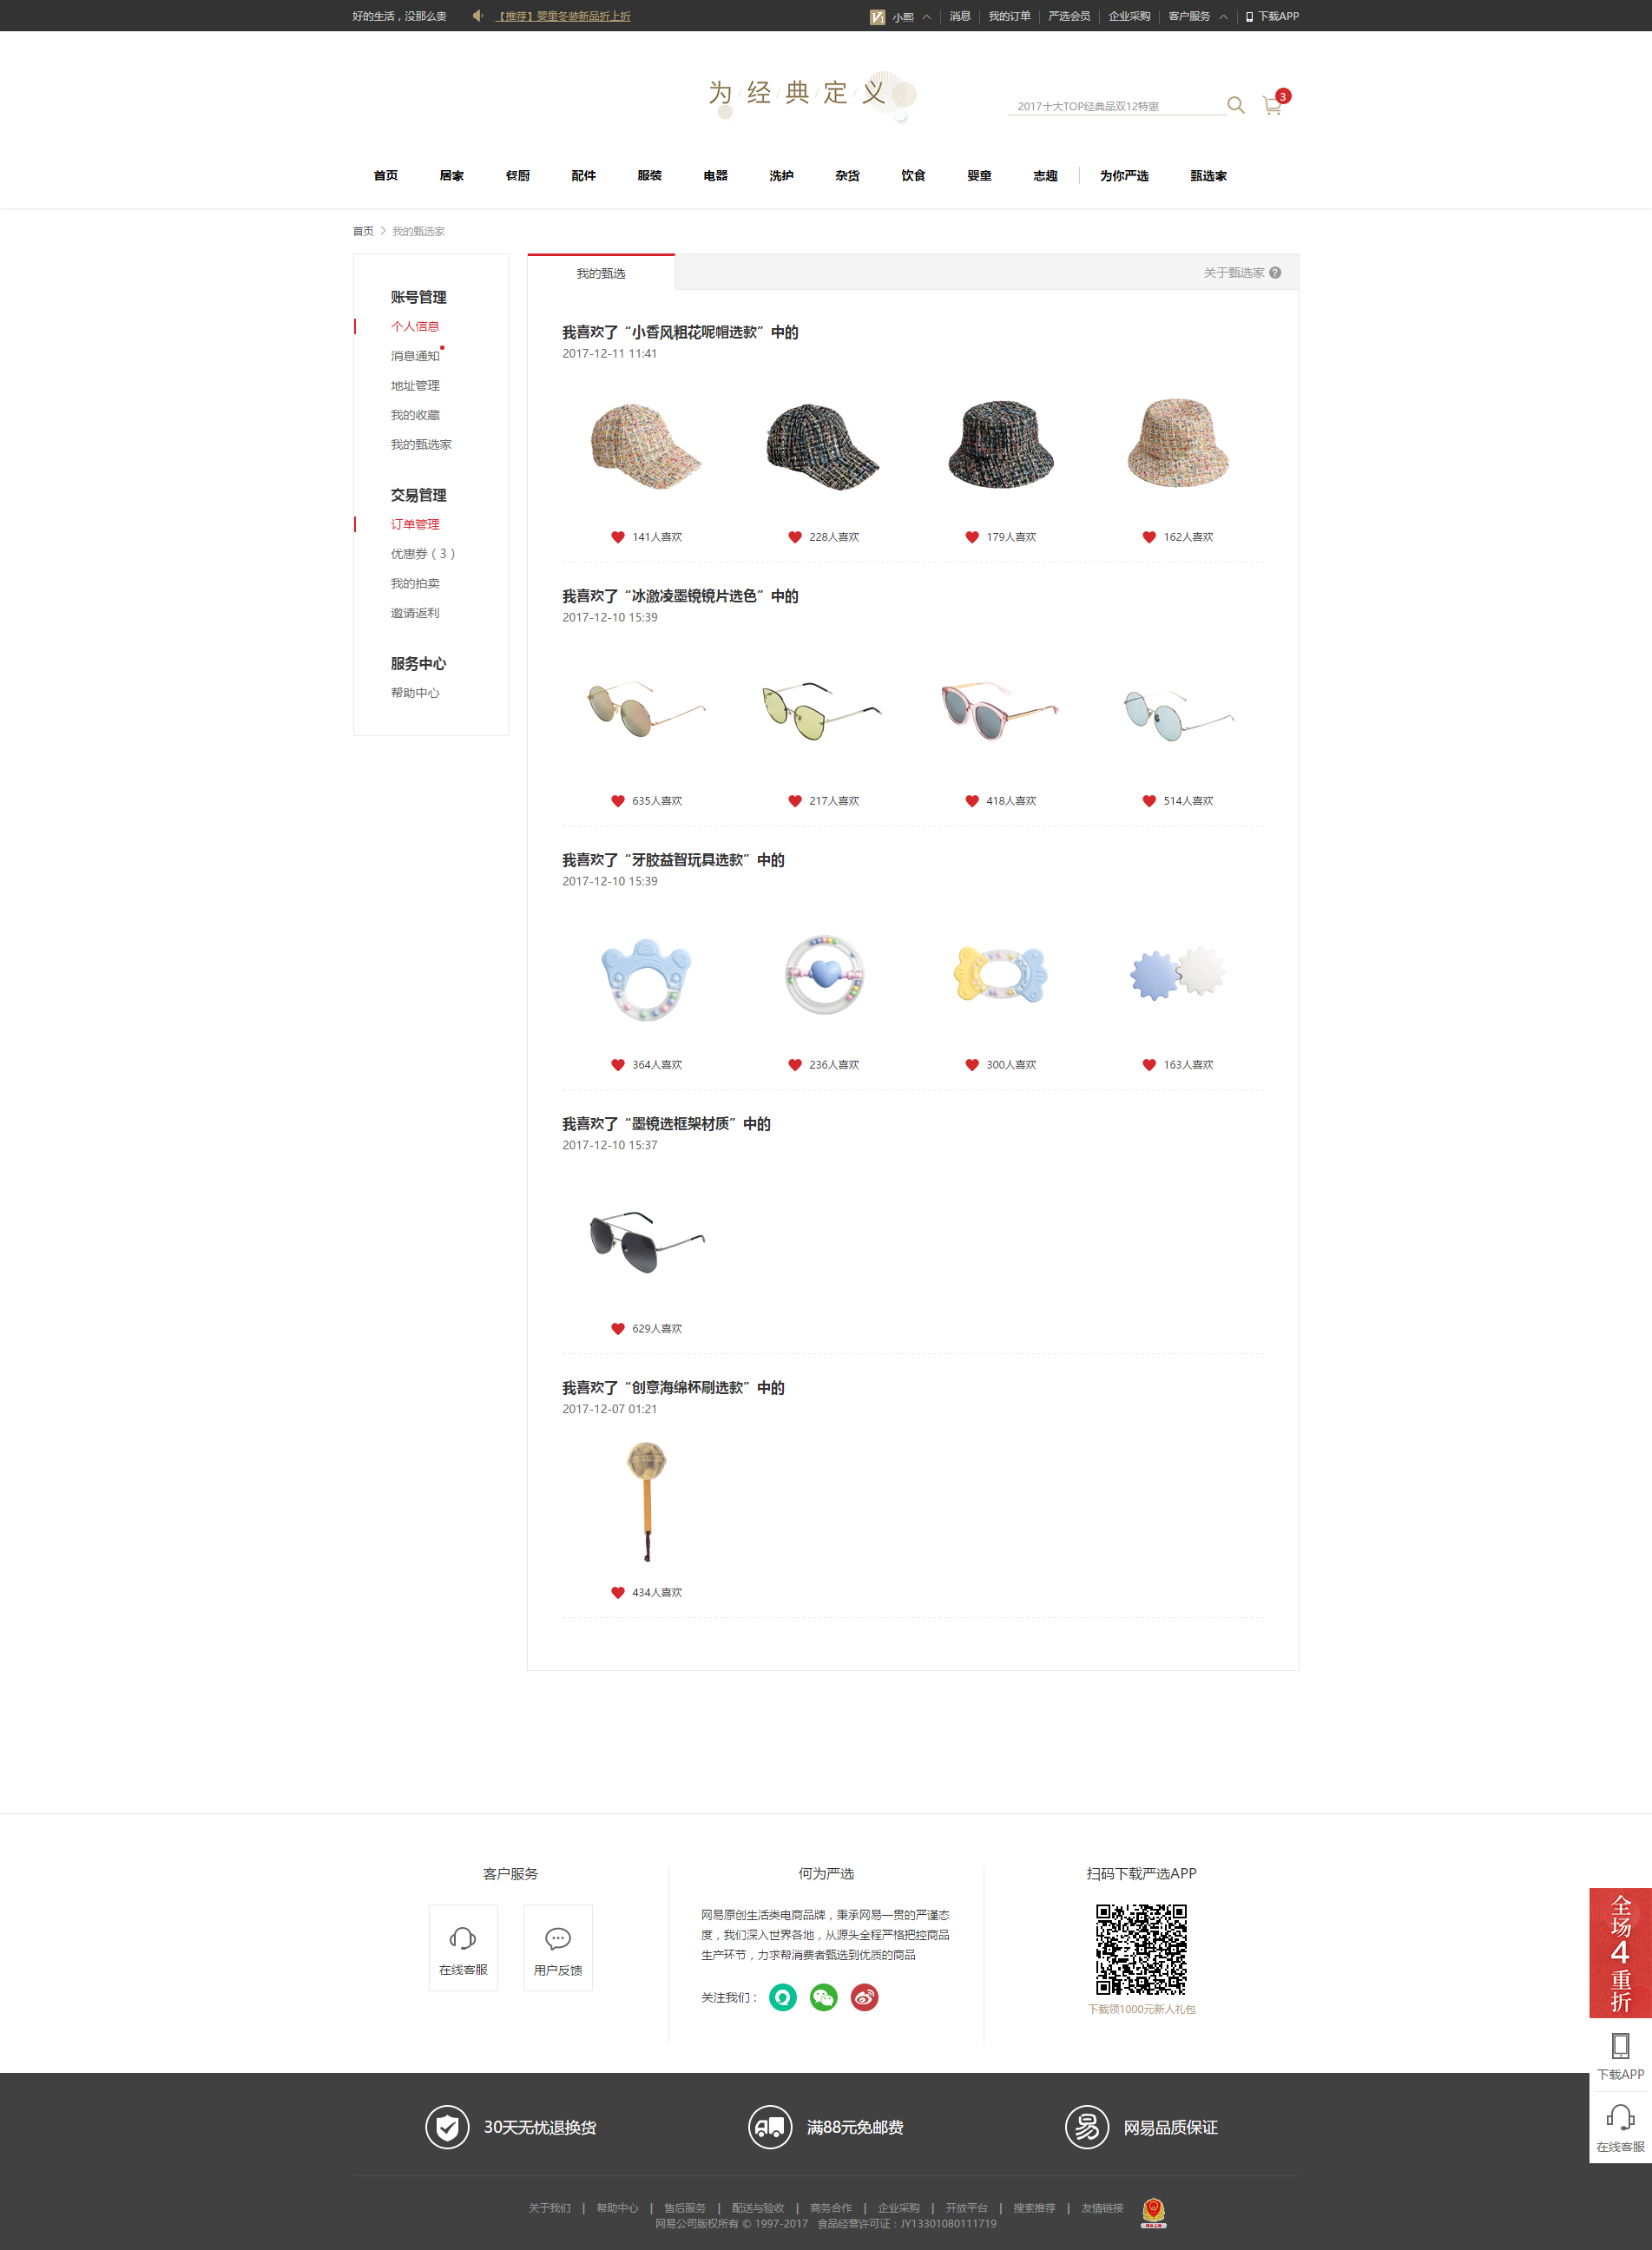 好的生活，没那么贵
【推荐】婴童冬装新品折上折
小熙
消息
我的订单
严选会员
企业采购
客户服务
下载APP
为/经/典/定/义
2017十大TOP经典品双12特惠
3
首页
居家
餐厨
配件
服装
电器
洗护
杂货
饮食
婴童
志趣
为你严选
甄选家
首页 > 我的甄选家
账号管理
个人信息
消息通知
地址管理
我的收藏
我的甄选家
交易管理
订单管理
优惠券（3）
我的拍卖
邀请返利
服务中心
帮助中心
我的甄选
关于甄选家 ?
我喜欢了“小香风粗花呢帽选款”中的
2017-12-11 11:41
141人喜欢
228人喜欢
179人喜欢
162人喜欢
我喜欢了“冰激凌墨镜镜片选色”中的
2017-12-10 15:39
635人喜欢
217人喜欢
418人喜欢
514人喜欢
我喜欢了“牙胶益智玩具选款”中的
2017-12-10 15:39
364人喜欢
236人喜欢
300人喜欢
163人喜欢
我喜欢了“墨镜选框架材质”中的
2017-12-10 15:37
629人喜欢
我喜欢了“创意海绵杯刷选款”中的
2017-12-07 01:21
434人喜欢
客户服务
在线客服
用户反馈
何为严选
网易原创生活类电商品牌，秉承网易一贯的严谨态
度，我们深入世界各地，从源头全程严格把控商品
生产环节，力求帮消费者甄选到优质的商品
关注我们：
扫码下载严选APP
下载领1000元新人礼包
全场4重折
下载APP
在线客服
30天无忧退换货
满88元免邮费
易
网易品质保证
关于我们 | 帮助中心 | 售后服务 | 配送与验收 | 商务合作 | 企业采购 | 开放平台 | 搜索推荐 | 友情链接
网易公司版权所有 © 1997-2017 食品经营许可证：JY13301080111719